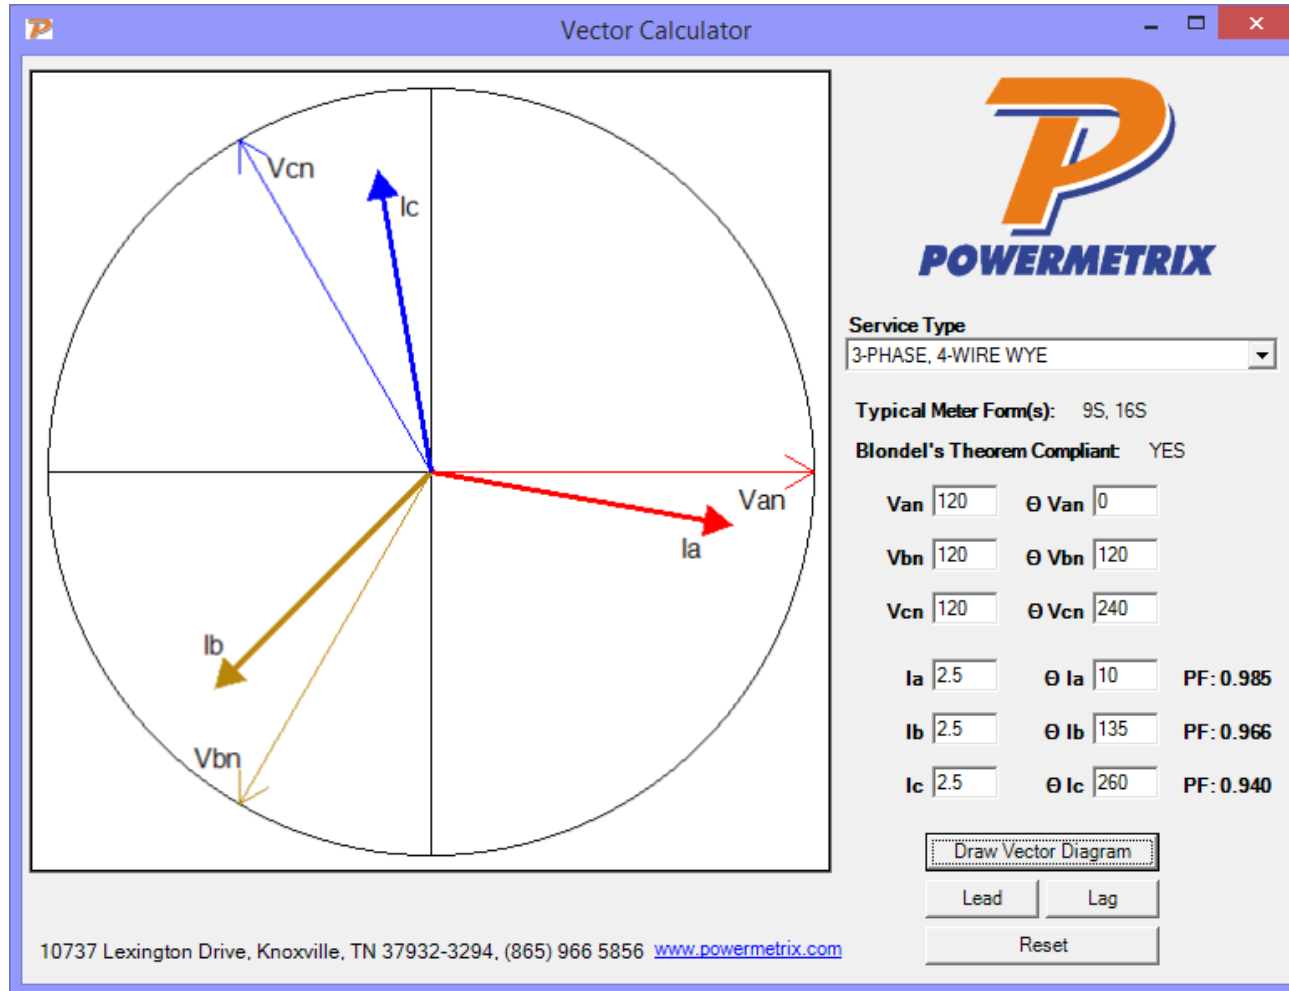 Vector Calculator
Vcn
Ic
Van
Ia
Ib
Vbn
P
POWERMETRIX
Service Type
3-PHASE, 4-WIRE WYE
Typical Meter Form(s): 9S, 16S
Blondel's Theorem Compliant: YES
Van 120 Θ Van 0
Vbn 120 Θ Vbn 120
Vcn 120 Θ Vcn 240
Ia 2.5 Θ Ia 10 PF: 0.985
Ib 2.5 Θ Ib 135 PF: 0.966
Ic 2.5 Θ Ic 260 PF: 0.940
Draw Vector Diagram
Lead Lag
Reset
10737 Lexington Drive, Knoxville, TN 37932-3294, (865) 966 5856 www.powermetrix.com